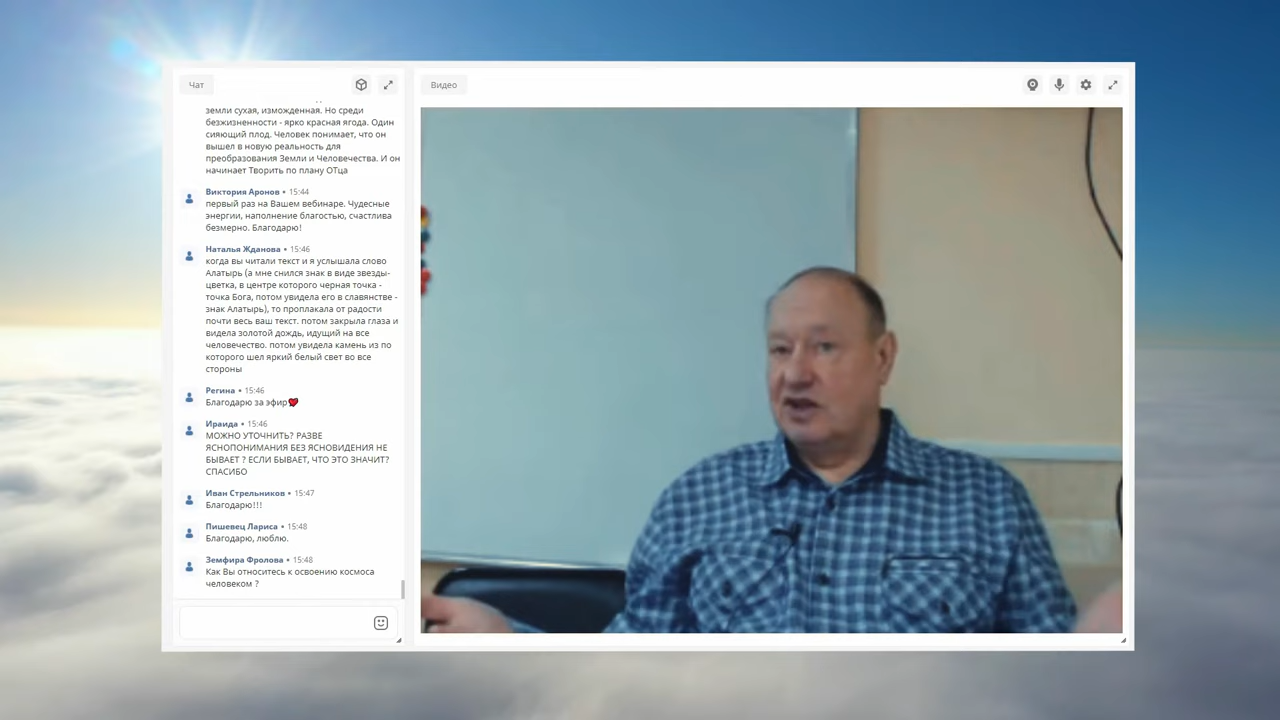 Чат
Видео
земли сухая, изможденная. Но среди
безжизненности - ярко красная ягода. Один
сияющий плод. Человек понимает, что он
вышел в новую реальность для
преобразования Земли и Человечества. И он
начинает Творить по плану ОТца
Виктория Аронов • 15:44
первый раз на Вашем вебинаре. Чудесные
энергии, наполнение благостью, счастлива
безмерно. Благодарю!
Наталья Жданова • 15:46
когда вы читали текст и я услышала слово
Алатырь (а мне снился знак в виде звезды-
цветка, в центре которого черная точка -
точка Бога, потом увидела его в славянстве -
знак Алатырь), то проплакала от радости
почти весь ваш текст. потом закрыла глаза и
видела золотой дождь, идущий на все
человечество. потом увидела камень из по
которого шел яркий белый свет во все
стороны
Регина • 15:46
Благодарю за эфир❤
Ираида • 15:46
МОЖНО УТОЧНИТЬ? РАЗВЕ
ЯСНОПОНИМАНИЯ БЕЗ ЯСНОВИДЕНИЯ НЕ
БЫВАЕТ ? ЕСЛИ БЫВАЕТ, ЧТО ЭТО ЗНАЧИТ?
СПАСИБО
Иван Стрельников • 15:47
Благодарю!!!
Пишевец Лариса • 15:48
Благодарю, люблю.
Земфира Фролова • 15:48
Как Вы относитесь к освоению космоса
человеком ?